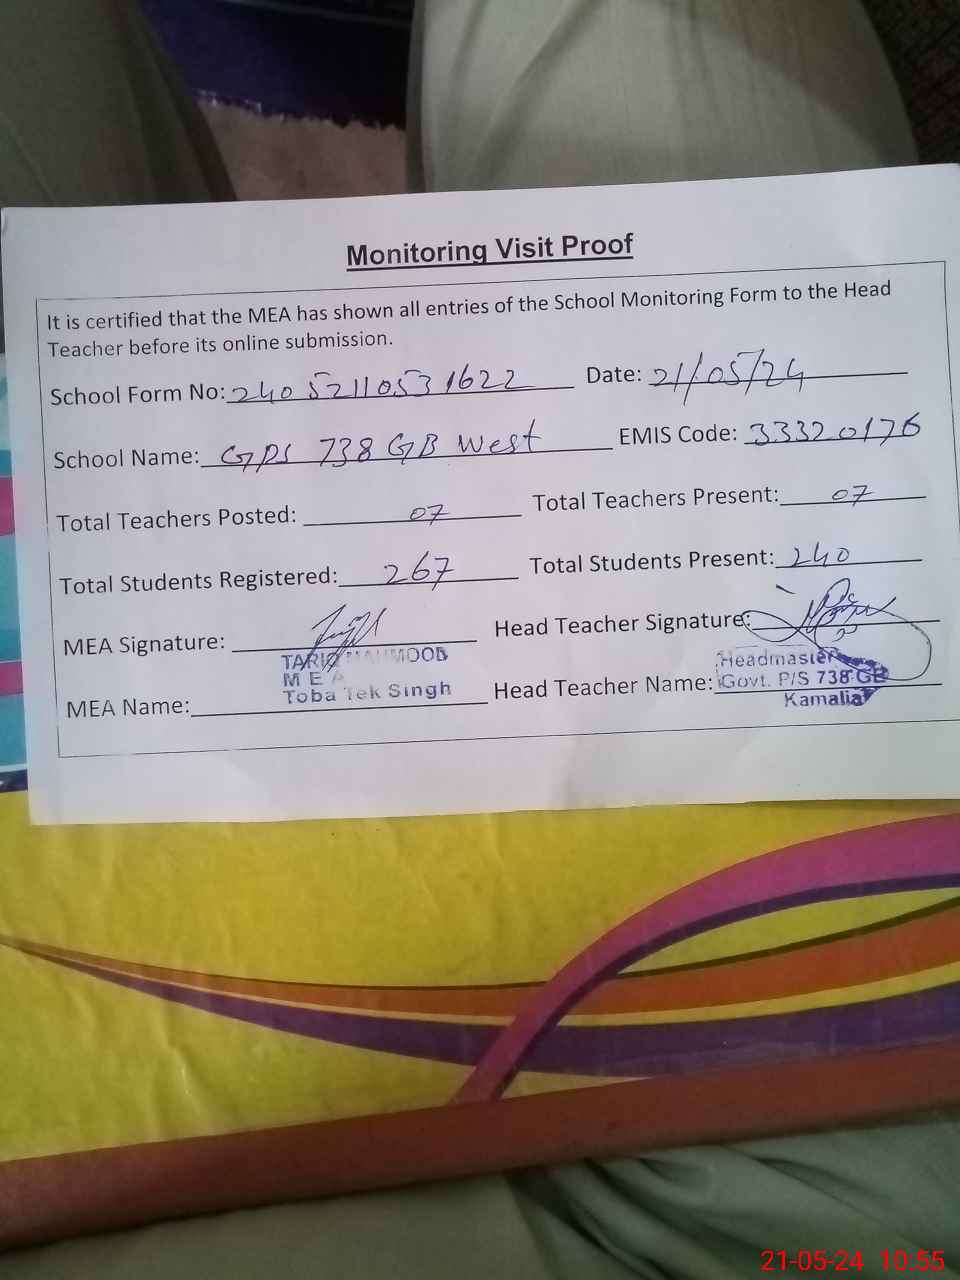 Monitoring Visit Proof
It is certified that the MEA has shown all entries of the School Monitoring Form to the Head
Teacher before its online submission.
School Form No: 2405211053 1622 Date: 21/05/24
School Name: GPS 738 GB West EMIS Code: 33320176
Total Teachers Posted: 07 Total Teachers Present: 07
Total Students Registered: 267 Total Students Present: 240
MEA Signature: Head Teacher Signature:
TARIQ MAHMOOD
M E A
Toba Tek Singh
MEA Name: Head Teacher Name:
Headmaster
Govt. P/S 738 GB
Kamalia
21-05-24 10:55